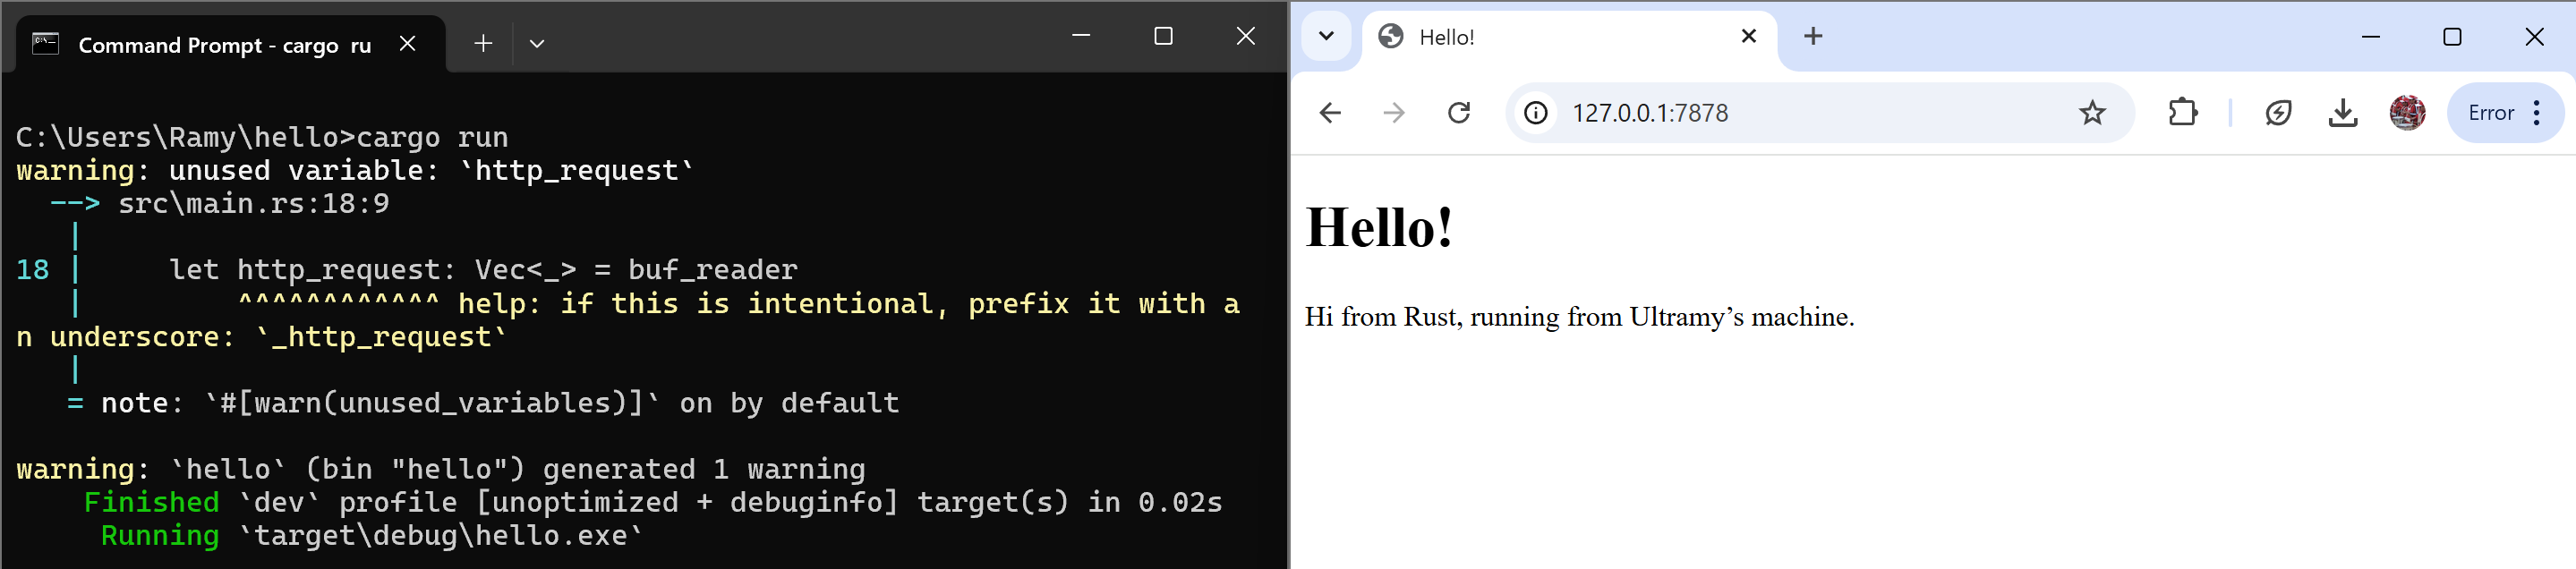 Command Prompt - cargo  ru
C:\Users\Ramy\hello>cargo run
warning: unused variable: `http_request`
  --> src\main.rs:18:9
   |
18 |     let http_request: Vec<_> = buf_reader
   |         ^^^^^^^^^^^^ help: if this is intentional, prefix it with a
n underscore: `_http_request`
   |
   = note: `#[warn(unused_variables)]` on by default
warning: `hello` (bin "hello") generated 1 warning
    Finished `dev` profile [unoptimized + debuginfo] target(s) in 0.02s
     Running `target\debug\hello.exe`
Hello!
127.0.0.1:7878
Error
Hello!
Hi from Rust, running from Ultramy’s machine.